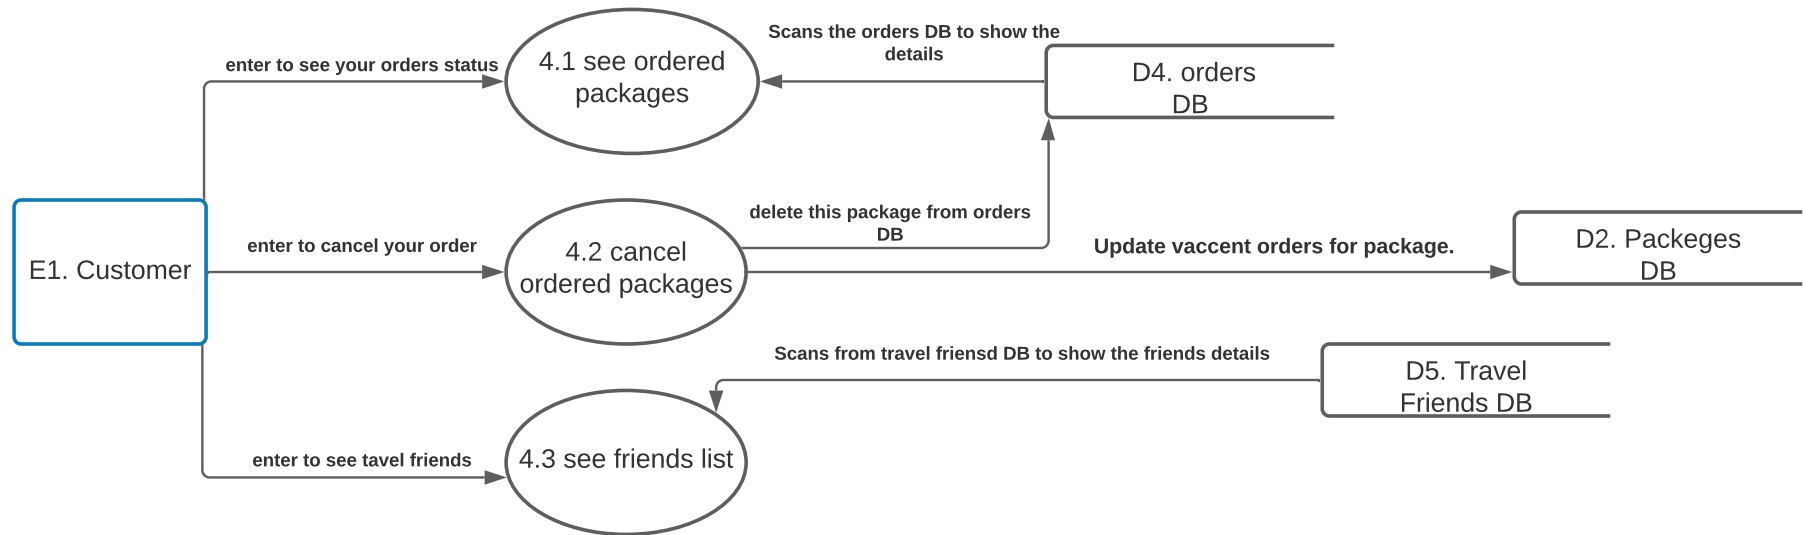 Scans the orders DB to show the
details
enter to see your orders status
4.1 see ordered
packages
D4. orders
DB
E1. Customer
enter to cancel your order
4.2 cancel
ordered packages
delete this package from orders
DB
Update vaccent orders for package.
D2. Packeges
DB
Scans from travel friensd DB to show the friends details
D5. Travel
Friends DB
enter to see tavel friends
4.3 see friends list